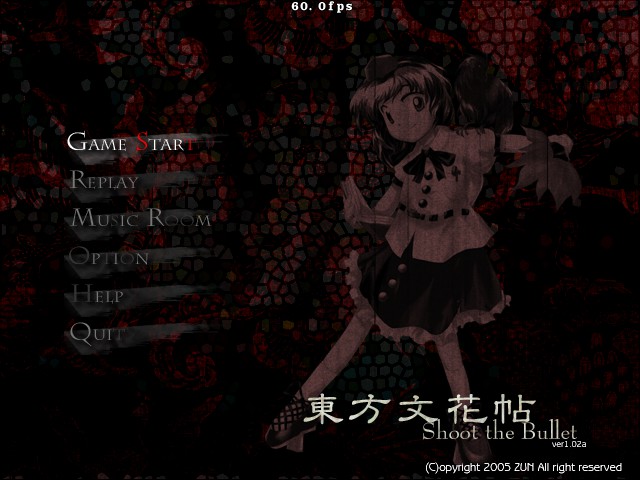 60.0fps
Game Start
Replay
Music Room
Option
Help
Quit
東方文花帖
Shoot the Bullet
ver1.02a
(C)opyright 2005 ZUN All right reserved